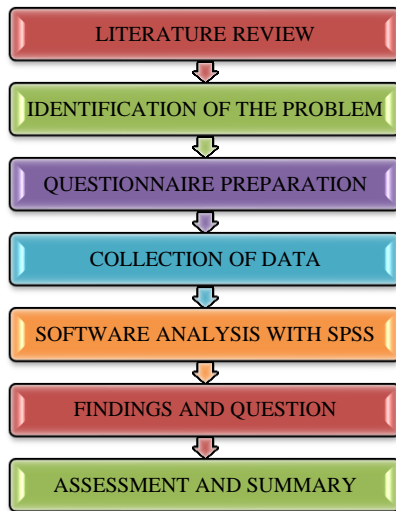 LITERATURE REVIEW
IDENTIFICATION OF THE PROBLEM
QUESTIONNAIRE PREPARATION
COLLECTION OF DATA
SOFTWARE ANALYSIS WITH SPSS
FINDINGS AND QUESTION
ASSESSMENT AND SUMMARY